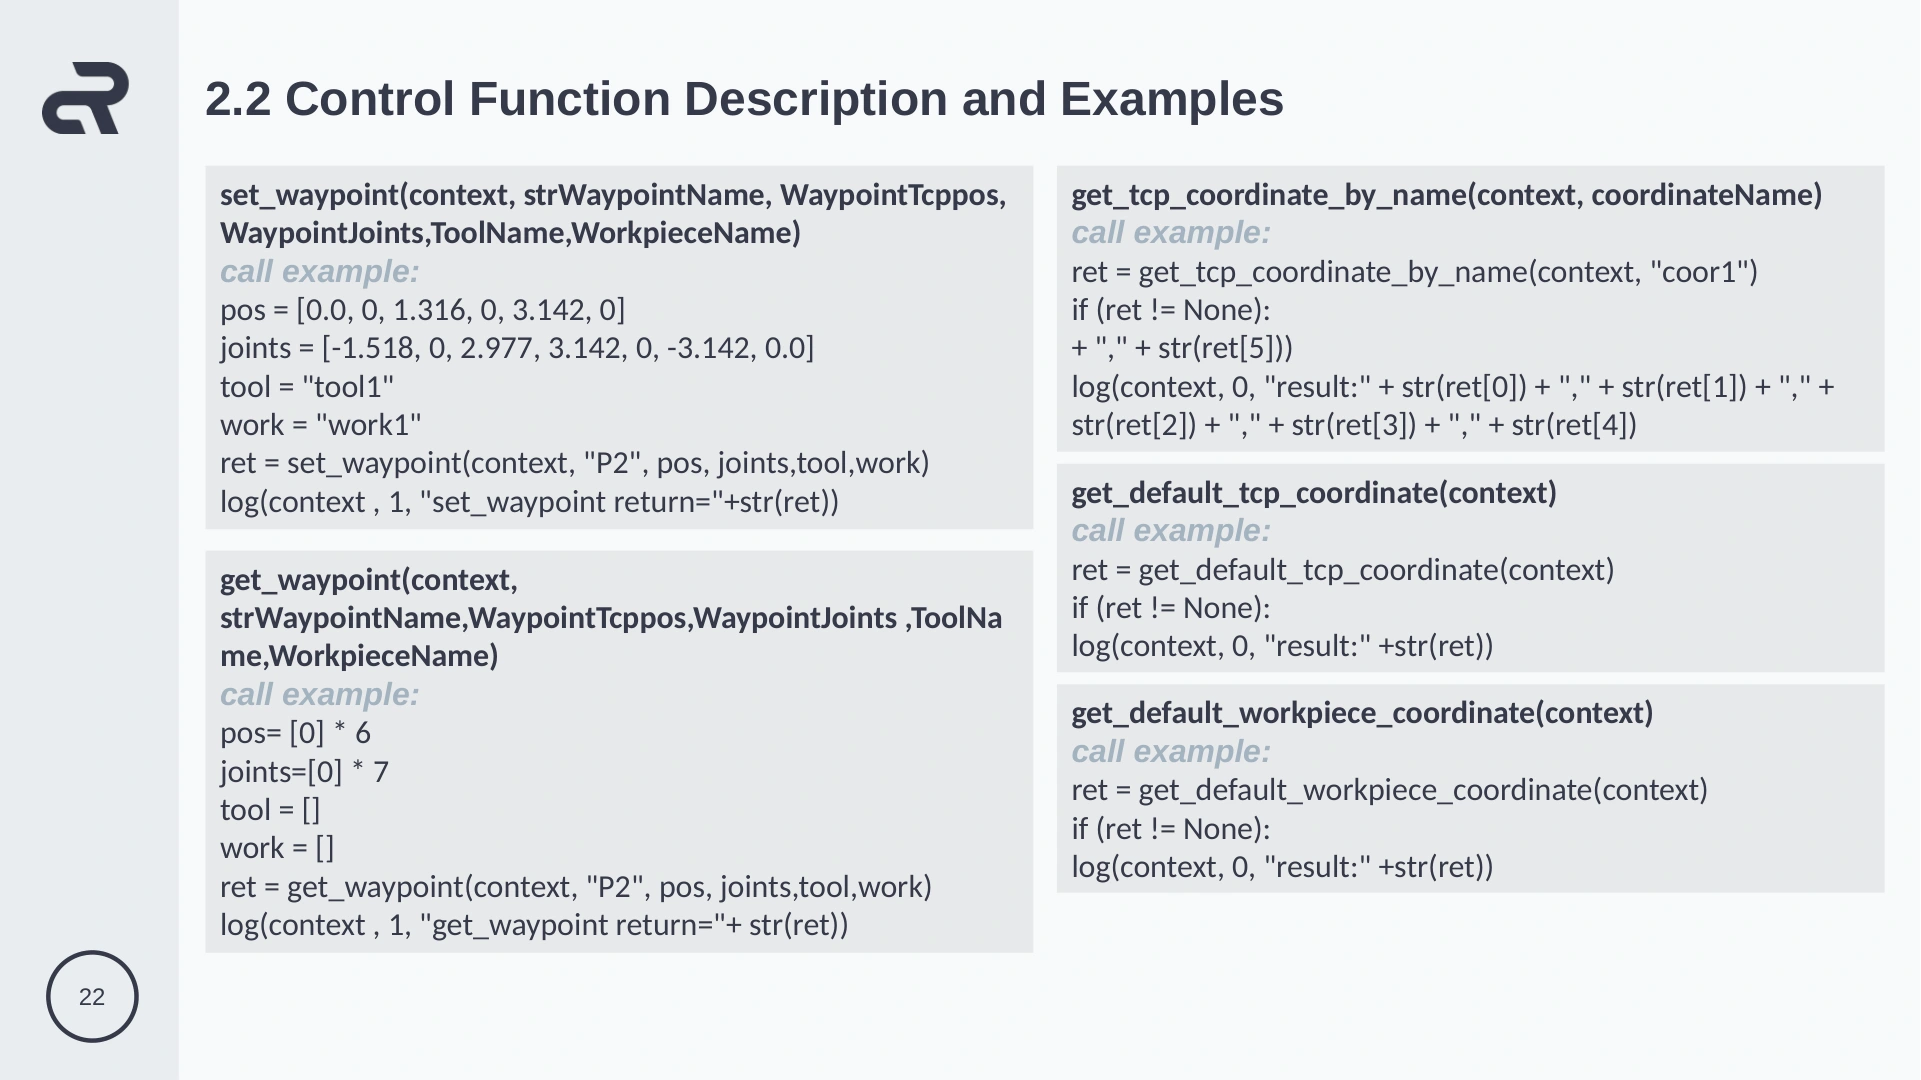 2.2 Control Function Description and Examples
set_waypoint(context, strWaypointName, WaypointTcppos,
WaypointJoints,ToolName,WorkpieceName)
call example:
pos = [0.0, 0, 1.316, 0, 3.142, 0]
joints = [-1.518, 0, 2.977, 3.142, 0, -3.142, 0.0]
tool = "tool1"
work = "work1"
ret = set_waypoint(context, "P2", pos, joints,tool,work)
log(context , 1, "set_waypoint return="+str(ret))
get_waypoint(context,
strWaypointName,WaypointTcppos,WaypointJoints ,ToolNa
me,WorkpieceName)
call example:
pos= [0] * 6
joints=[0] * 7
tool = []
work = []
ret = get_waypoint(context, "P2", pos, joints,tool,work)
log(context , 1, "get_waypoint return="+ str(ret))
get_tcp_coordinate_by_name(context, coordinateName)
call example:
ret = get_tcp_coordinate_by_name(context, "coor1")
if (ret != None):
+ "," + str(ret[5]))
log(context, 0, "result:" + str(ret[0]) + "," + str(ret[1]) + "," +
str(ret[2]) + "," + str(ret[3]) + "," + str(ret[4])
get_default_tcp_coordinate(context)
call example:
ret = get_default_tcp_coordinate(context)
if (ret != None):
log(context, 0, "result:" +str(ret))
get_default_workpiece_coordinate(context)
call example:
ret = get_default_workpiece_coordinate(context)
if (ret != None):
log(context, 0, "result:" +str(ret))
22